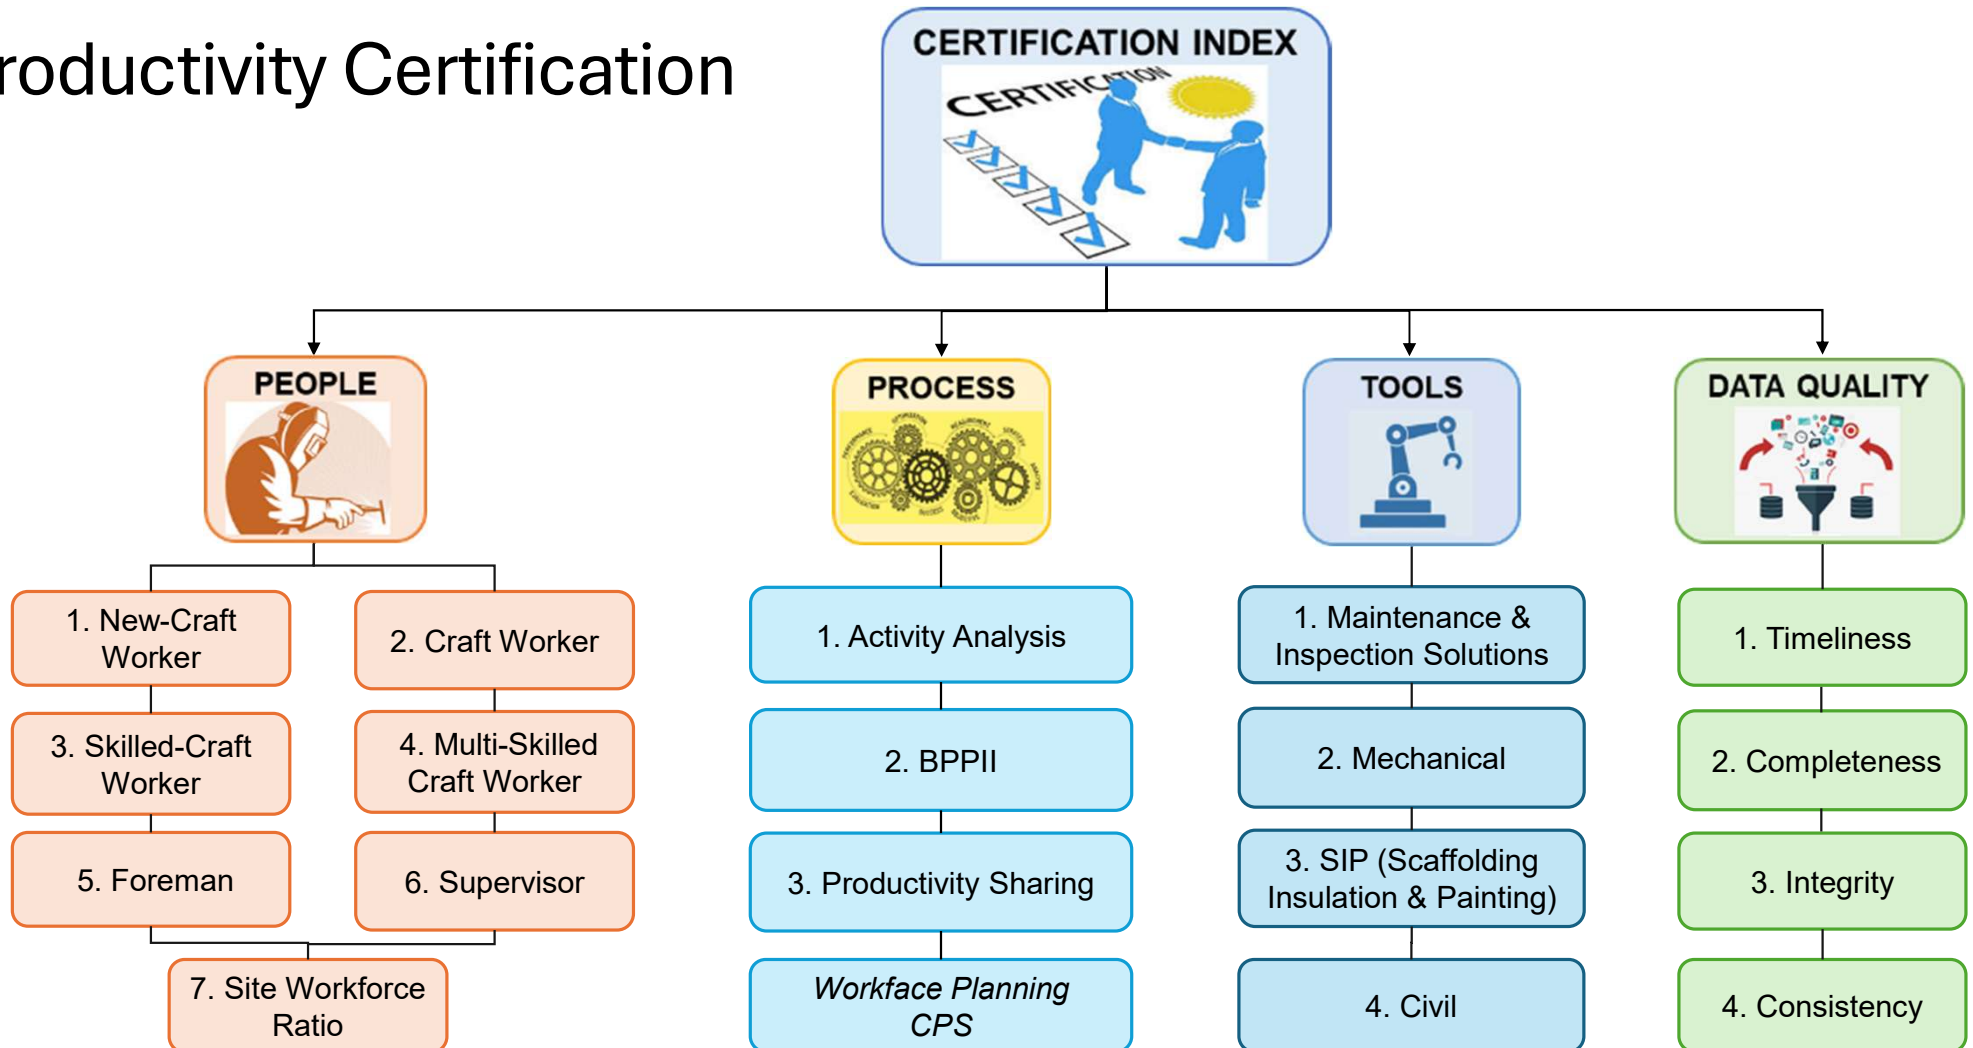 roductivity Certification
CERTIFICATION INDEX
CERTIFICATION
PEOPLE
PROCESS
TOOLS
DATA QUALITY
1. New-Craft
Worker
2. Craft Worker
3. Skilled-Craft
Worker
4. Multi-Skilled
Craft Worker
5. Foreman
6. Supervisor
7. Site Workforce
Ratio
1. Activity Analysis
2. BPPII
3. Productivity Sharing
Workface Planning
CPS
1. Maintenance &
Inspection Solutions
2. Mechanical
3. SIP (Scaffolding
Insulation & Painting)
4. Civil
1. Timeliness
2. Completeness
3. Integrity
4. Consistency